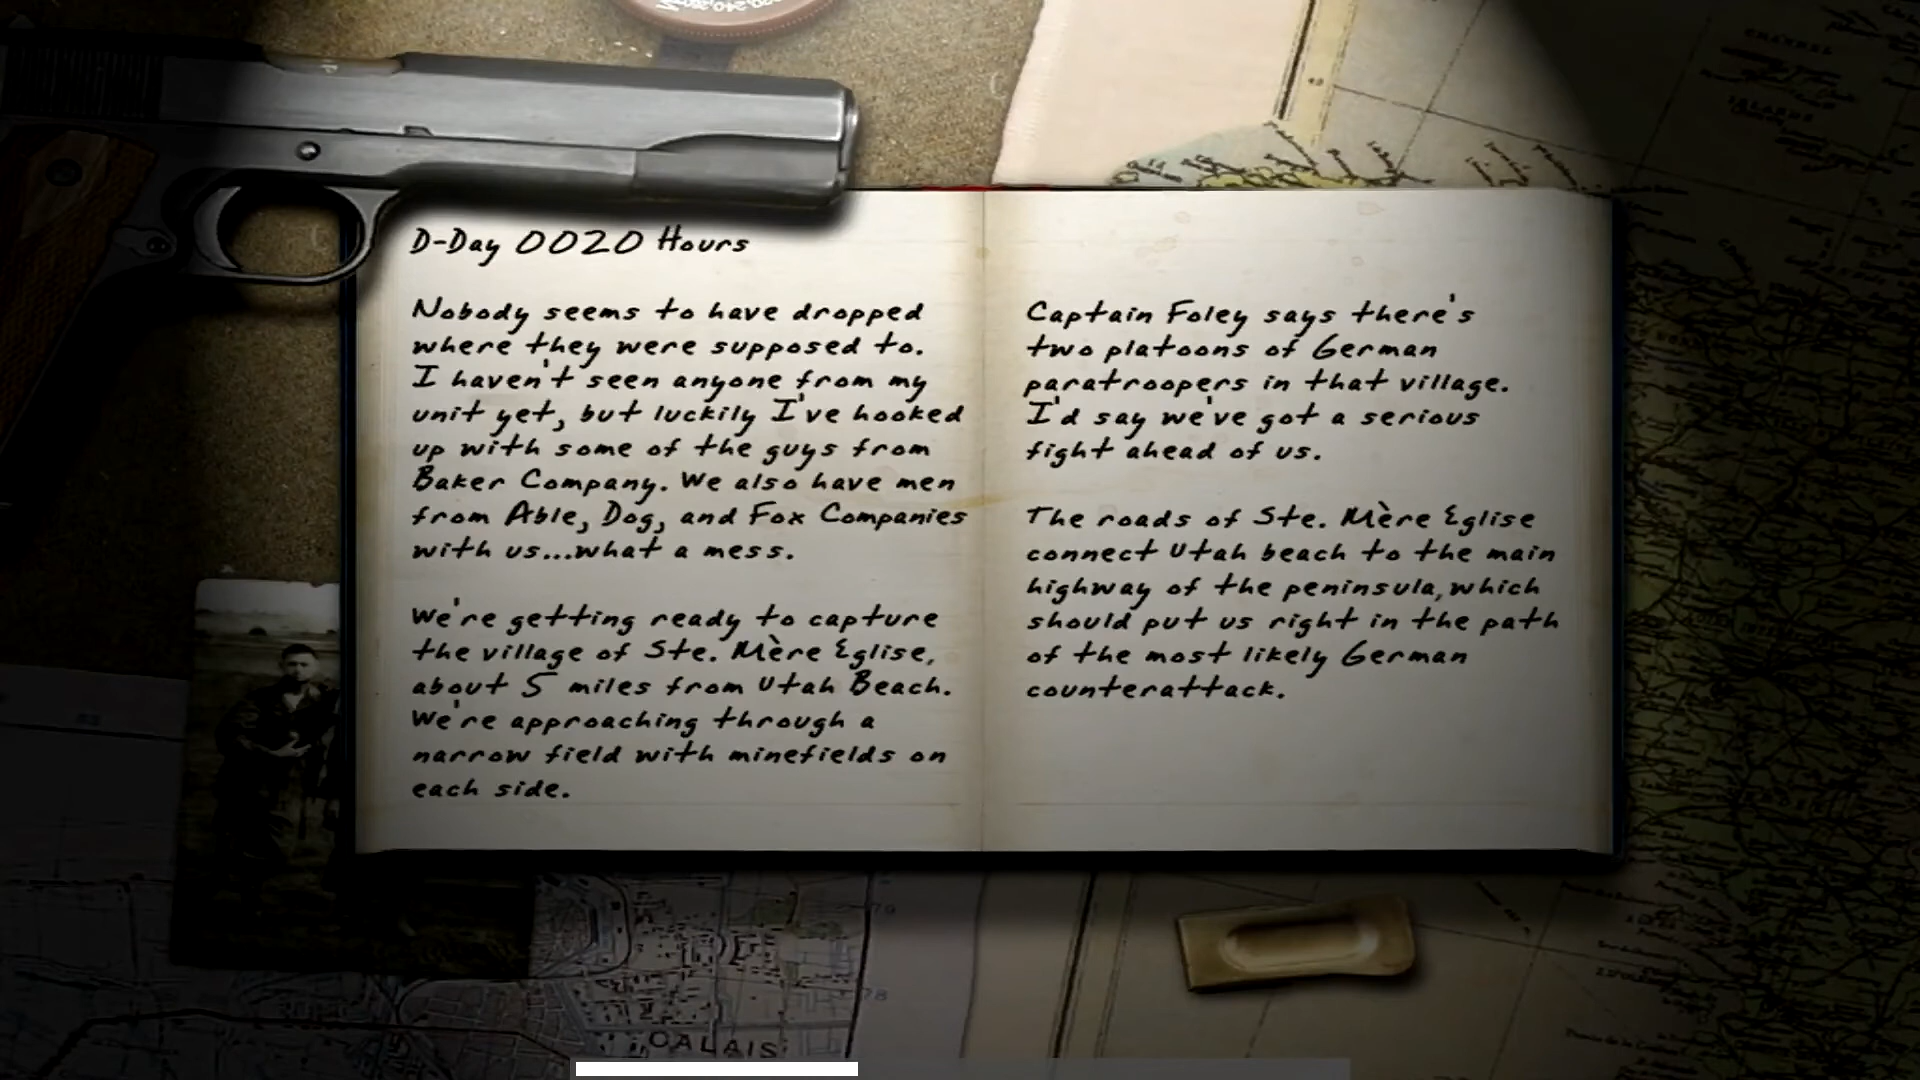 D-Day 0020 Hours
Nobody seems to have dropped
where they were supposed to.
I haven't seen anyone from my
unit yet, but luckily I've hooked
up with some of the guys from
Baker Company. We also have men
from Able, Dog, and Fox Companies
with us...what a mess.
We're getting ready to capture
the village of Ste. Mère Eglise,
about 5 miles from Utah Beach.
We're approaching through a
narrow field with minefields on
each side.
Captain Foley says there's
two platoons of German
paratroopers in that village.
I'd say we've got a serious
fight ahead of us.
The roads of Ste. Mère Eglise
connect Utah beach to the main
highway of the peninsula, which
should put us right in the path
of the most likely German
counterattack.
CALAIS